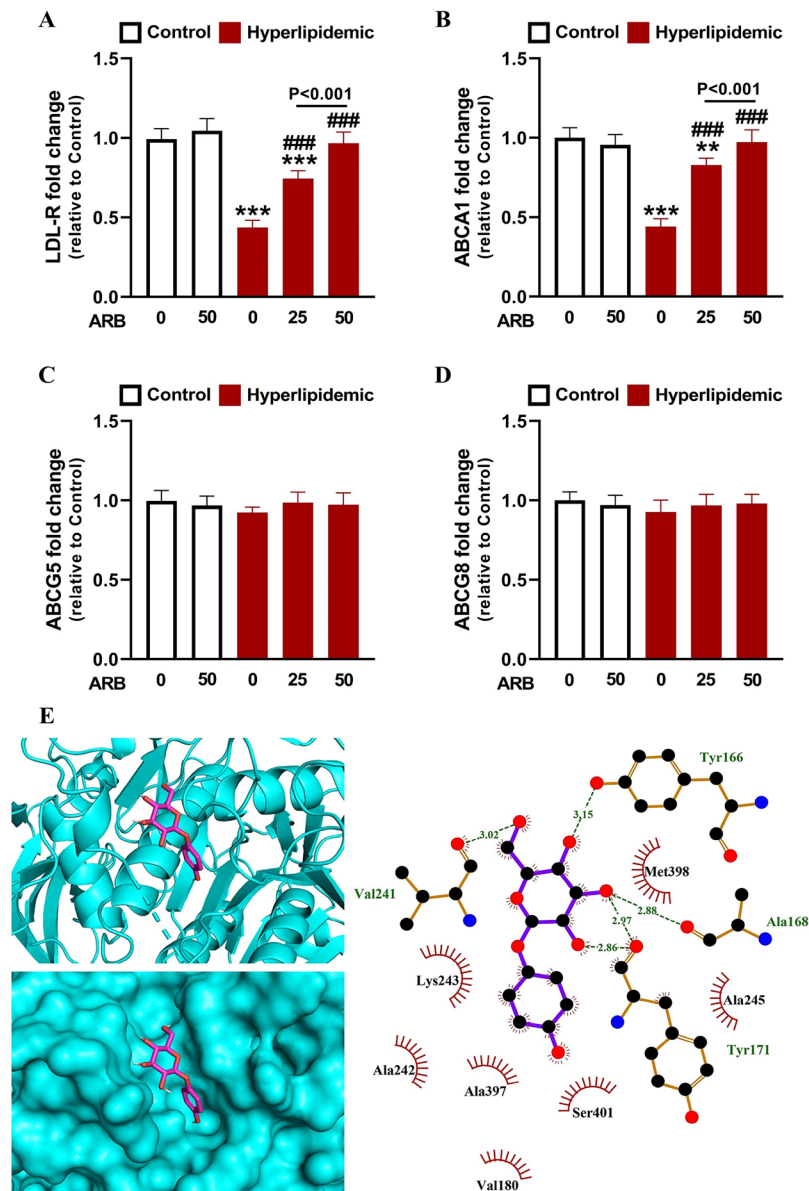 A
Control Hyperlipidemic
LDL-R fold change
(relative to Control)
1.5
1.0
0.5
0.0
P<0.001
***
###
***
###
ARB 0 50 0 25 50
B
Control Hyperlipidemic
ABCA1 fold change
(relative to Control)
1.5
1.0
0.5
0.0
P<0.001
***
###
**
###
ARB 0 50 0 25 50
C
Control Hyperlipidemic
ABCG5 fold change
(relative to Control)
1.5
1.0
0.5
0.0
ARB 0 50 0 25 50
D
Control Hyperlipidemic
ABCG8 fold change
(relative to Control)
1.5
1.0
0.5
0.0
ARB 0 50 0 25 50
E
Tyr166
3.15
3.02
Met398
Val241
2.88
Ala168
2.97
2.86
Lys243
Ala245
Tyr171
Ala242
Ala397
Ser401
Val180